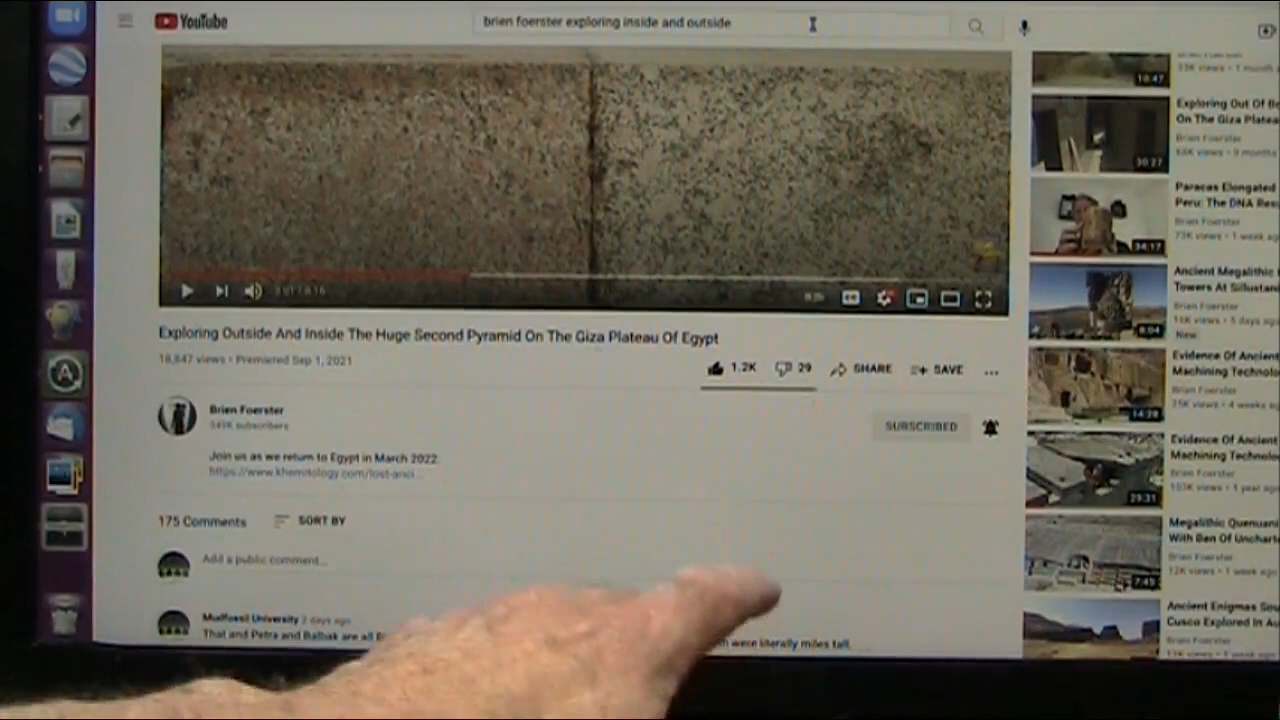 YouTube
brien foerster exploring inside and outside
10:47
Exploring Out Of
On The Giza Platea
Brien Foerster
9 months
30:27
Paracas Elongated
Peru: The DNA Res
Brien Foerster
73K views • 1 week ago
34:17
Ancient Megalithic
Towers At Sillustani
Brien Foerster
16K views • 5 days ago
New
8:04
Exploring Outside And Inside The Huge Second Pyramid On The Giza Plateau Of Egypt
18,847 views • Premiered Sep 1, 2021
1.2K
29
SHARE
SAVE
Evidence Of Ancient
Machining Technolo
Brien Foerster
4 weeks
14:28
Brien Foerster
549K subscribers
SUBSCRIBED
Join us as we return to Egypt in March 2022.
https://www.khemitology.com/lost-anci...
Evidence Of Ancient
Machining Technolo
Brien Foerster
103K views • 1 year ago
29:31
175 Comments
SORT BY
Add a public comment...
Megalithic Quenuani
With Ben Of Uncharte
Brien Foerster
12K views • 1 week ago
7:45
Mudfossil University 2 days ago
That and Petra and Balbak are all
were literally miles tall.
Ancient Enigmas Sou
Cusco Explored In Au
Brien Foerster
1 week ago